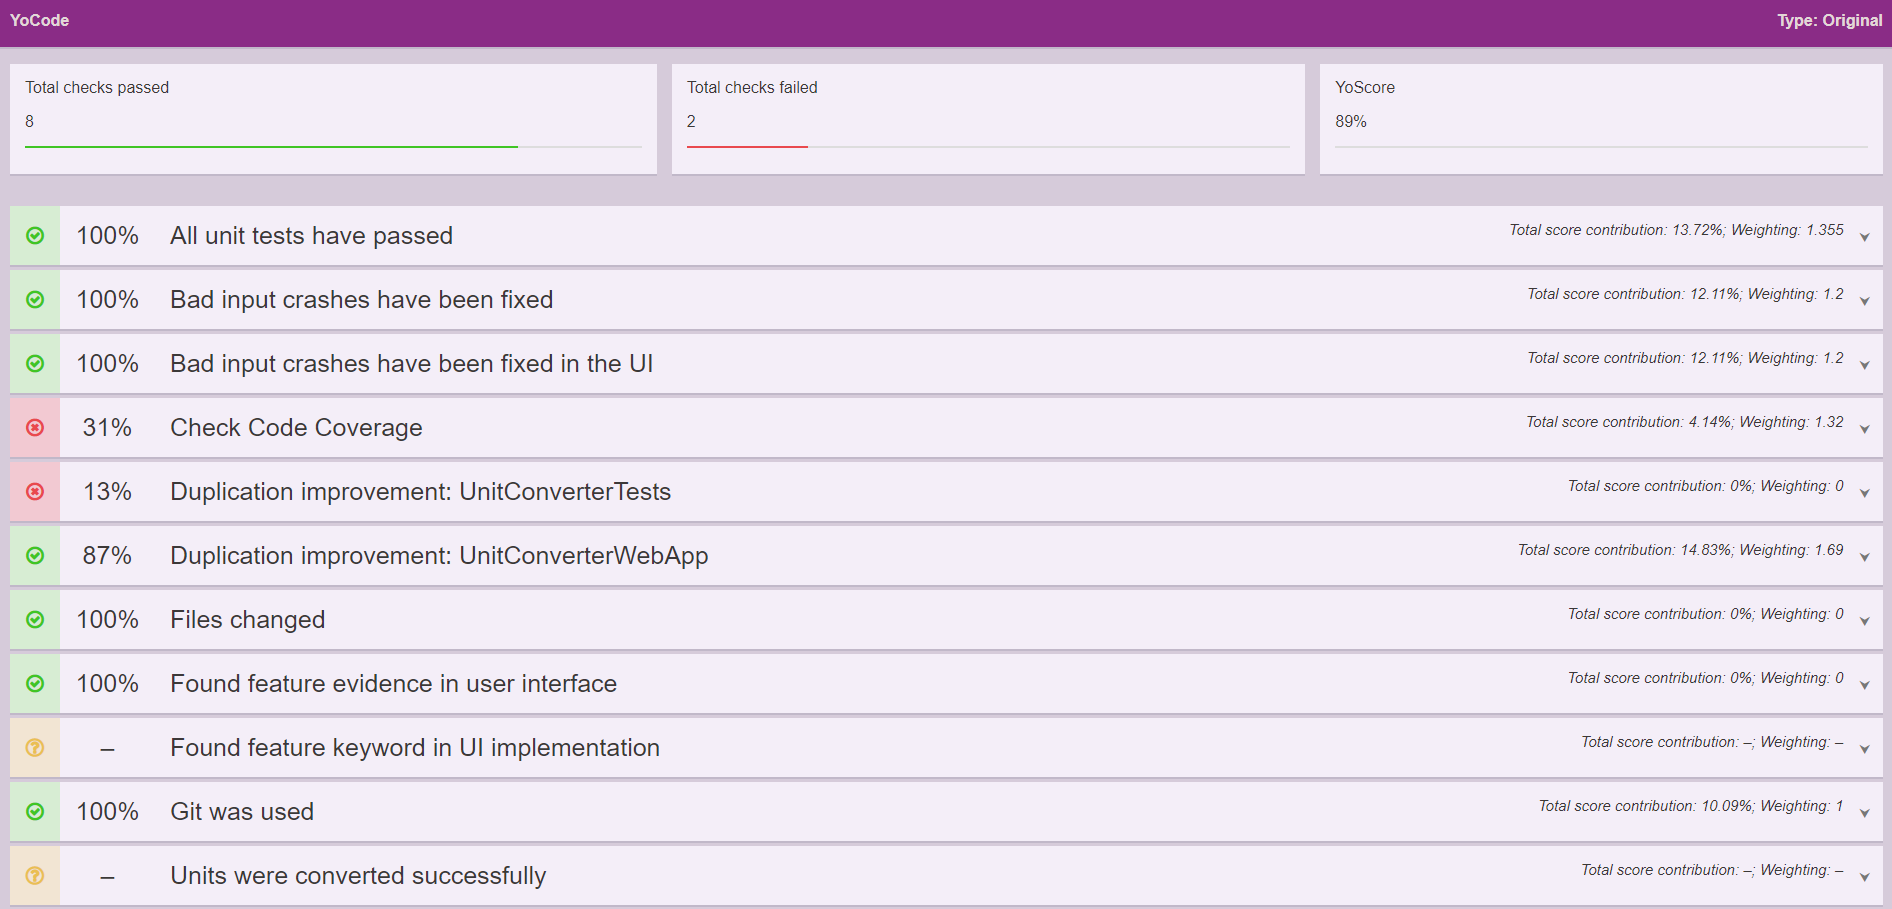 YoCode Type: Original
Total checks passed
8
Total checks failed
2
YoScore
89%
100% All unit tests have passed Total score contribution: 13.72%; Weighting: 1.355
100% Bad input crashes have been fixed Total score contribution: 12.11%; Weighting: 1.2
100% Bad input crashes have been fixed in the UI Total score contribution: 12.11%; Weighting: 1.2
31% Check Code Coverage Total score contribution: 4.14%; Weighting: 1.32
13% Duplication improvement: UnitConverterTests Total score contribution: 0%; Weighting: 0
87% Duplication improvement: UnitConverterWebApp Total score contribution: 14.83%; Weighting: 1.69
100% Files changed Total score contribution: 0%; Weighting: 0
100% Found feature evidence in user interface Total score contribution: 0%; Weighting: 0
– Found feature keyword in UI implementation Total score contribution: –; Weighting: –
100% Git was used Total score contribution: 10.09%; Weighting: 1
– Units were converted successfully Total score contribution: –; Weighting: –